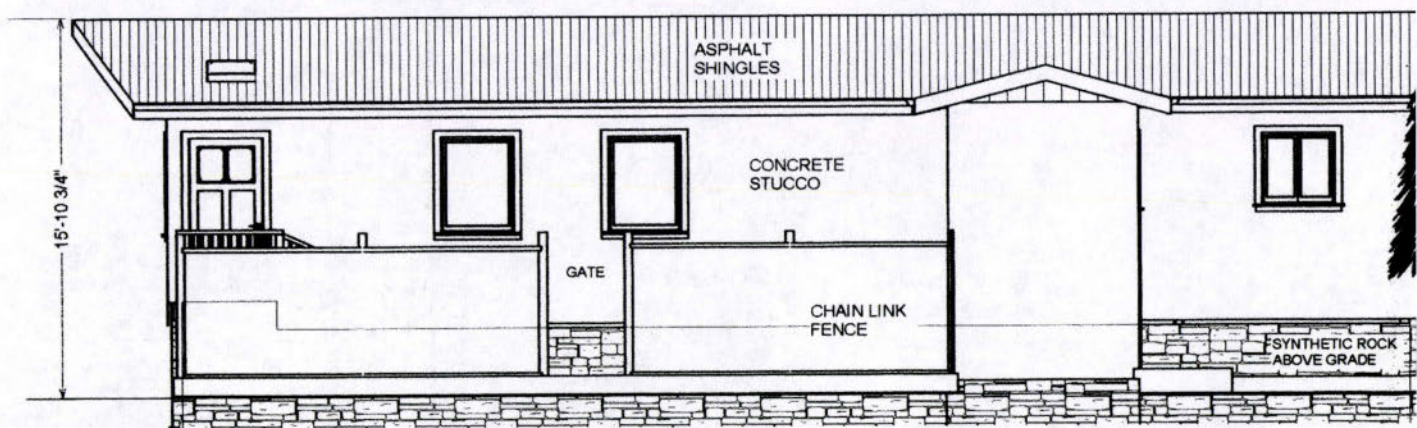 ASPHALT
SHINGLES
CONCRETE
STUCCO
15'-10 3/4"
GATE
CHAIN LINK
FENCE
SYNTHETIC ROCK
ABOVE GRADE